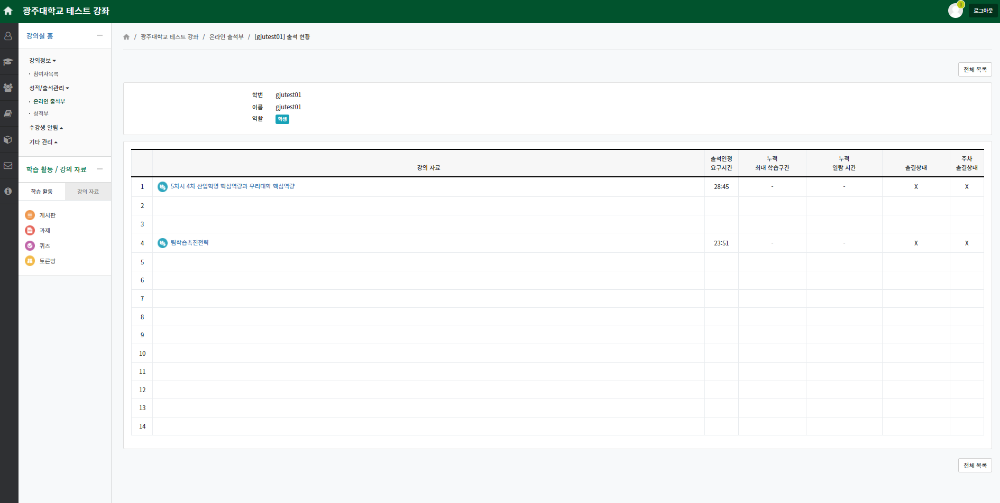 광주대학교 테스트 강좌
1
로그아웃
강의실 홈
강의정보
· 참여자목록
성적/출석관리
· 온라인 출석부
· 성적부
수강생 알림
기타 관리
학습 활동 / 강의 자료
학습 활동 강의 자료
게시판
과제
퀴즈
토론방
/ 광주대학교 테스트 강좌 / 온라인 출석부 / [gjutest01] 출석 현황
전체 목록
학번 gjutest01
이름 gjutest01
역할 학생
강의 자료 출석인정 요구시간 누적 최대 학습구간 누적 열람 시간 출결상태 주차 출결상태
1 5차시 4차 산업혁명 핵심역량과 우리대학 핵심역량 28:45 - - X X
2
3
4 팀학습촉진전략 23:51 - - X X
5
6
7
8
9
10
11
12
13
14
전체 목록